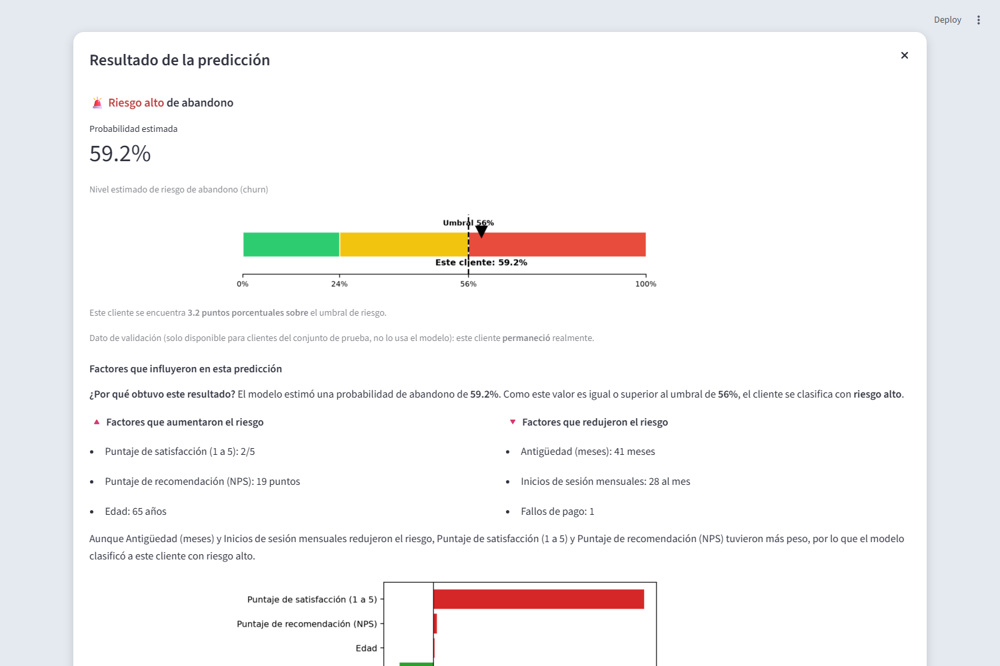 Deploy
Resultado de la predicción
Riesgo alto de abandono
Probabilidad estimada
59.2%
Nivel estimado de riesgo de abandono (churn)
Umbral 56%
Este cliente: 59.2%
0% 24% 56% 100%
Este cliente se encuentra 3.2 puntos porcentuales sobre el umbral de riesgo.
Dato de validación (solo disponible para clientes del conjunto de prueba, no lo usa el modelo): este cliente permaneció realmente.
Factores que influyeron en esta predicción
¿Por qué obtuvo este resultado? El modelo estimó una probabilidad de abandono de 59.2%. Como este valor es igual o superior al umbral de 56%, el cliente se clasifica con riesgo alto.
Factores que aumentaron el riesgo
Puntaje de satisfacción (1 a 5): 2/5
Puntaje de recomendación (NPS): 19 puntos
Edad: 65 años
Factores que redujeron el riesgo
Antigüedad (meses): 41 meses
Inicios de sesión mensuales: 28 al mes
Fallos de pago: 1
Aunque Antigüedad (meses) y Inicios de sesión mensuales redujeron el riesgo, Puntaje de satisfacción (1 a 5) y Puntaje de recomendación (NPS) tuvieron más peso, por lo que el modelo
clasificó a este cliente con riesgo alto.
Puntaje de satisfacción (1 a 5)
Puntaje de recomendación (NPS)
Edad